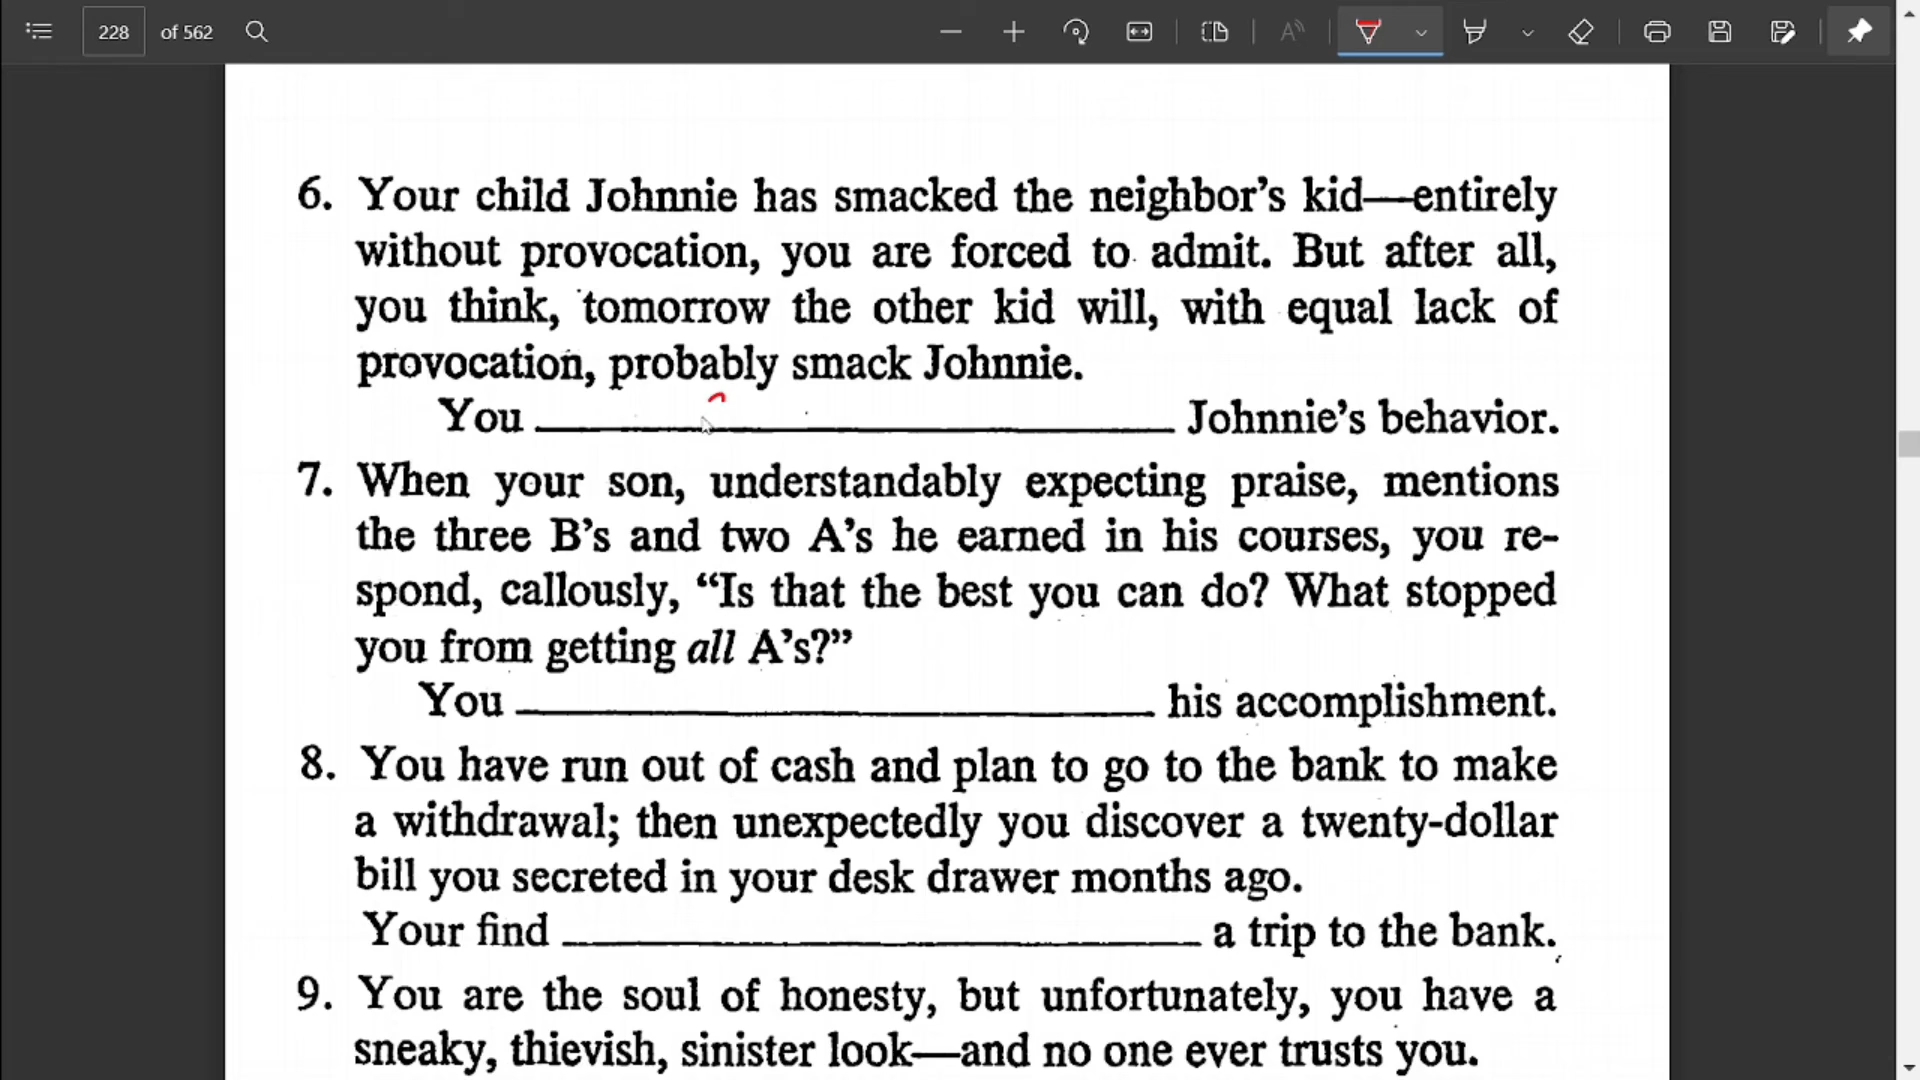 228 of 562
6. Your child Johnnie has smacked the neighbor's kid—entirely
without provocation, you are forced to admit. But after all,
you think, tomorrow the other kid will, with equal lack of
provocation, probably smack Johnnie.
You ____________________ Johnnie's behavior.
7. When your son, understandably expecting praise, mentions
the three B's and two A's he earned in his courses, you re-
spond, callously, “Is that the best you can do? What stopped
you from getting all A's?”
You ____________________ his accomplishment.
8. You have run out of cash and plan to go to the bank to make
a withdrawal; then unexpectedly you discover a twenty-dollar
bill you secreted in your desk drawer months ago.
Your find ____________________ a trip to the bank.
9. You are the soul of honesty, but unfortunately, you have a
sneaky, thievish, sinister look—and no one ever trusts you.